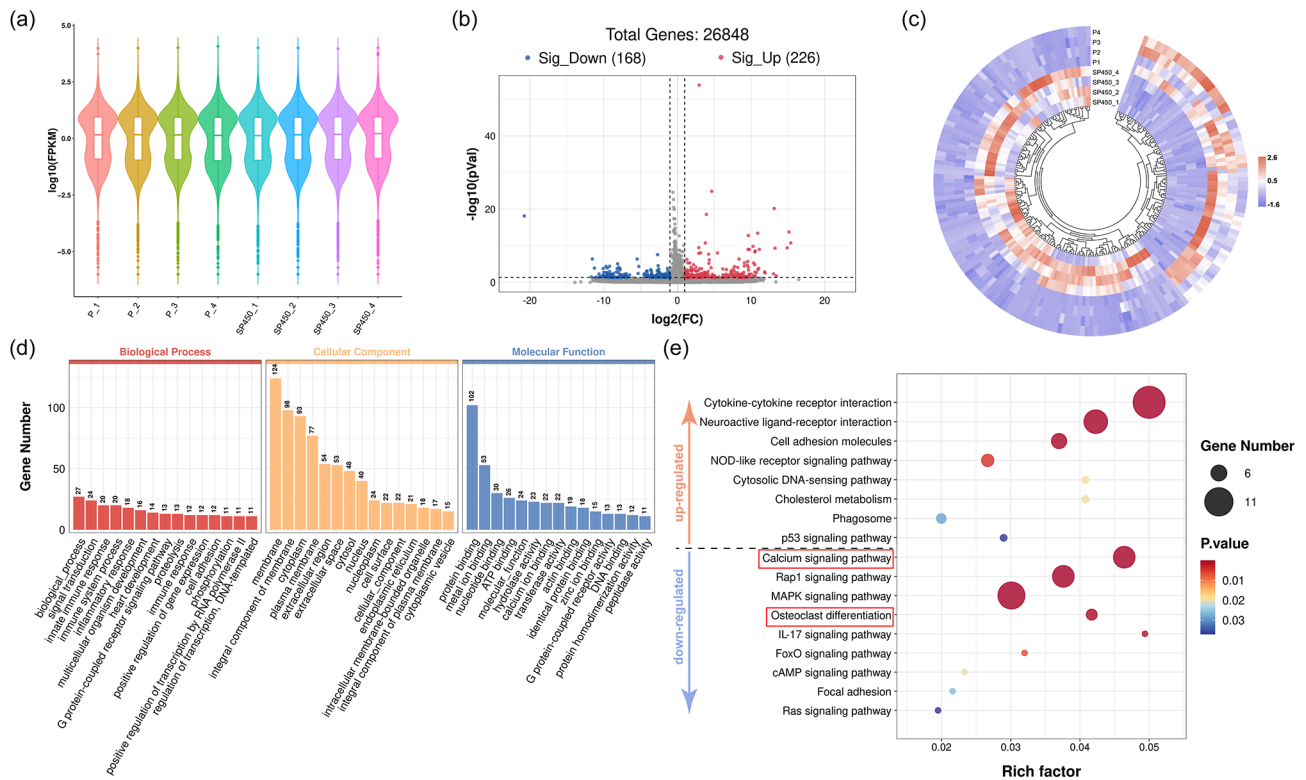 (a)
5.0
2.5
0.0
-2.5
-5.0
log10(FPKM)
P_1
P_2
P_3
P_4
SP450_1
SP450_2
SP450_3
SP450_4
(b)
Total Genes: 26848
Sig_Down (168)
Sig_Up (226)
-log10(pVal)
40
20
0
-20
-10
0
10
20
log2(FC)
(c)
P4
P3
P2
P1
SP450_4
SP450_3
SP450_2
SP450_1
2.6
0.5
-1.6
(d)
Biological Process
Cellular Component
Molecular Function
Gene Number
100
50
0
27
24
20
20
18
16
14
13
13
12
12
12
11
11
11
124
98
93
77
54
53
48
40
24
22
22
21
18
17
15
102
53
30
26
24
23
22
22
19
18
15
13
13
12
11
biological_process
signal transduction
immune response
innate immune response
immune system process
inflammatory response
multicellular organism development
heart development
G protein-coupled receptor signaling pathway
proteolysis
immune response
positive regulation of gene expression
cell adhesion
phosphorylation
positive regulation of transcription by RNA polymerase II
regulation of transcription, DNA-templated
membrane
integral component of membrane
cytoplasm
plasma membrane
extracellular region
extracellular space
cytosol
nucleus
nucleoplasm
cell surface
cellular_component
endoplasmic reticulum
intracellular membrane-bounded organelle
integral component of plasma membrane
cytoplasmic vesicle
protein binding
metal ion binding
nucleotide binding
ATP binding
molecular_function
hydrolase activity
calcium ion binding
transferase activity
actin binding
identical protein binding
zinc ion binding
G protein-coupled receptor activity
DNA binding
protein homodimerization activity
peptidase activity
(e)
up-regulated
down-regulated
Cytokine-cytokine receptor interaction
Neuroactive ligand-receptor interaction
Cell adhesion molecules
NOD-like receptor signaling pathway
Cytosolic DNA-sensing pathway
Cholesterol metabolism
Phagosome
p53 signaling pathway
Calcium signaling pathway
Rap1 signaling pathway
MAPK signaling pathway
Osteoclast differentiation
IL-17 signaling pathway
FoxO signaling pathway
cAMP signaling pathway
Focal adhesion
Ras signaling pathway
0.02
0.03
0.04
0.05
Rich factor
Gene Number
6
11
P.value
0.01
0.02
0.03